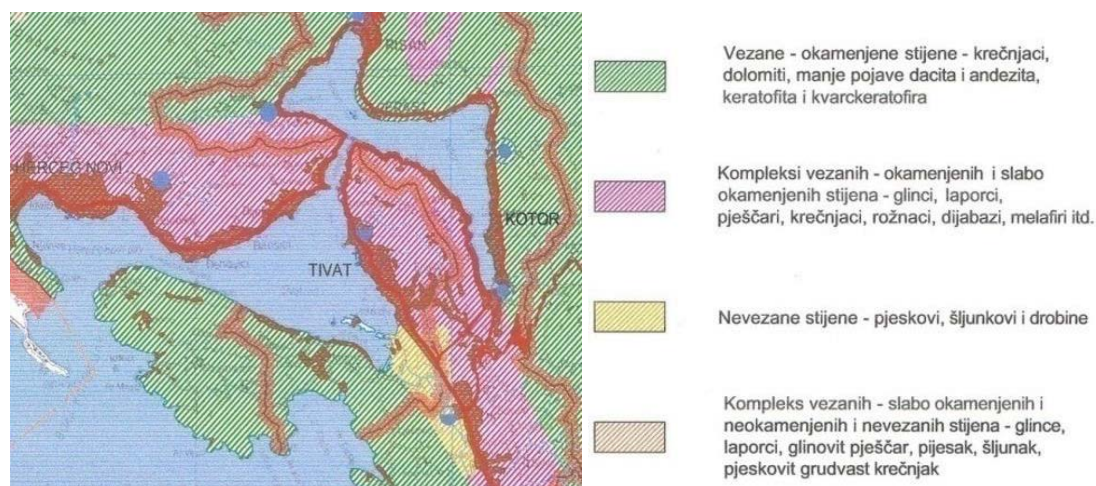 RISAN
PERAST
HERCEG NOVI
KOTOR
TIVAT
Vezane - okamenjene stijene - krečnjaci,
dolomiti, manje pojave dacita i andezita,
keratofita i kvarckeratofira
Kompleksi vezanih - okamenjenih i slabo
okamenjenih stijena - glinci, laporci,
pješčari, krečnjaci, rožnaci, dijabazi, melafiri itd.
Nevezane stijene - pjeskovi, šljunkovi i drobine
Kompleks vezanih - slabo okamenjenih i
neokamenjenih i nevezanih stijena - glince,
laporci, glinovit pješčar, pijesak, šljunak,
pjeskovit grudvast krečnjak